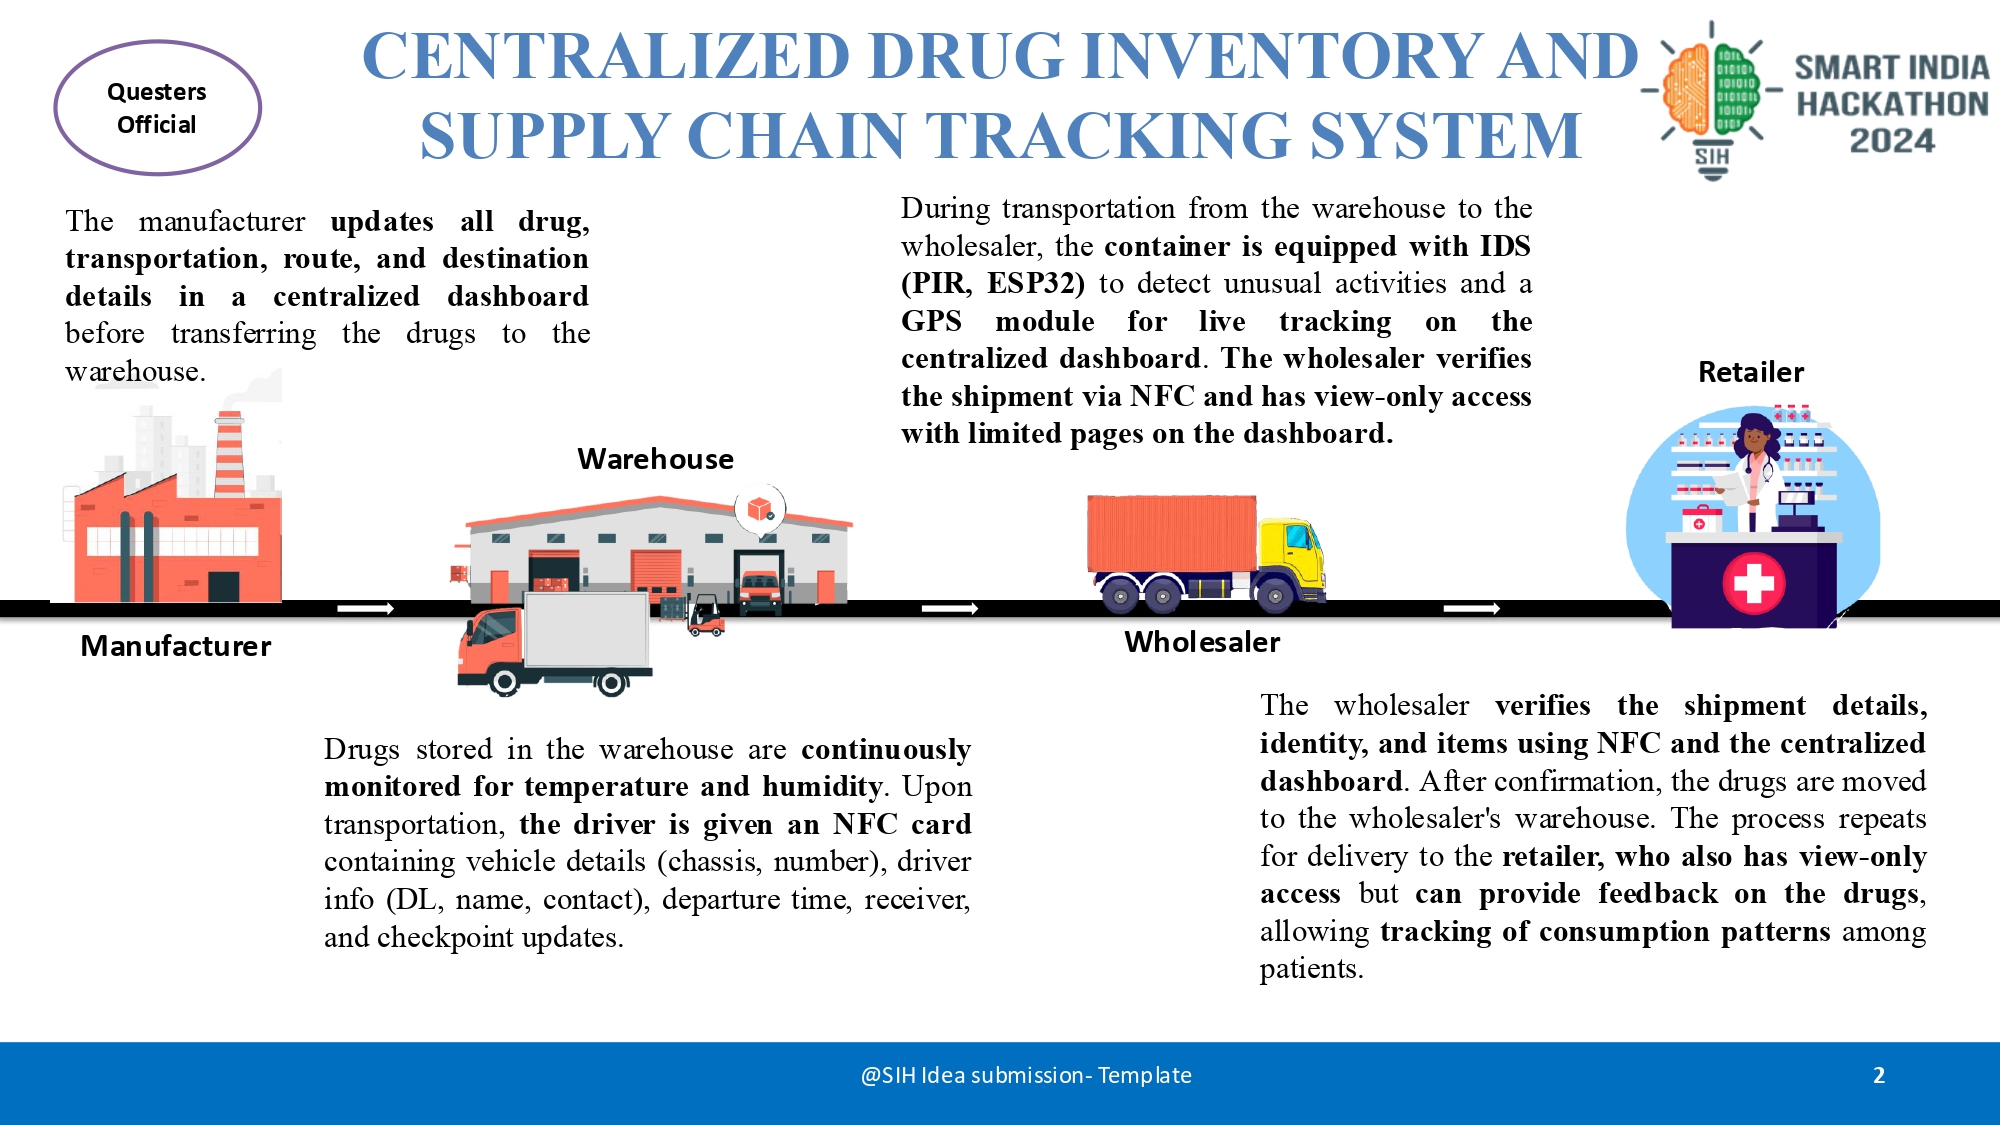 Questers
Official
CENTRALIZED DRUG INVENTORY AND
SUPPLY CHAIN TRACKING SYSTEM
SMART INDIA
HACKATHON
2024
SIH
The manufacturer updates all drug,
transportation, route, and destination
details in a centralized dashboard
before transferring the drugs to the
warehouse.
During transportation from the warehouse to the
wholesaler, the container is equipped with IDS
(PIR, ESP32) to detect unusual activities and a
GPS module for live tracking on the
centralized dashboard. The wholesaler verifies
the shipment via NFC and has view-only access
with limited pages on the dashboard.
Retailer
Warehouse
Manufacturer
Wholesaler
Drugs stored in the warehouse are continuously
monitored for temperature and humidity. Upon
transportation, the driver is given an NFC card
containing vehicle details (chassis, number), driver
info (DL, name, contact), departure time, receiver,
and checkpoint updates.
The wholesaler verifies the shipment details,
identity, and items using NFC and the centralized
dashboard. After confirmation, the drugs are moved
to the wholesaler's warehouse. The process repeats
for delivery to the retailer, who also has view-only
access but can provide feedback on the drugs,
allowing tracking of consumption patterns among
patients.
@SIH Idea submission- Template
2